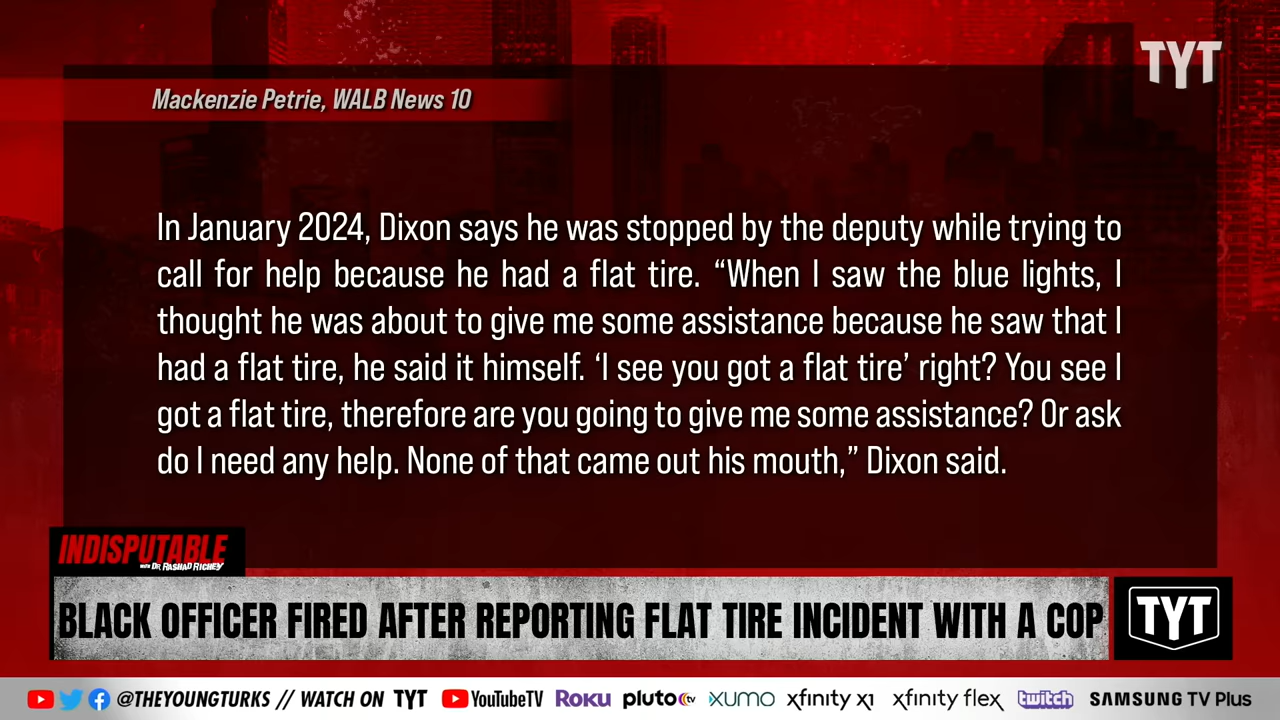 TYT
Mackenzie Petrie, WALB News 10
In January 2024, Dixon says he was stopped by the deputy while trying to
call for help because he had a flat tire. “When I saw the blue lights, I
thought he was about to give me some assistance because he saw that I
had a flat tire, he said it himself. ‘I see you got a flat tire’ right? You see I
got a flat tire, therefore are you going to give me some assistance? Or ask
do I need any help. None of that came out his mouth,” Dixon said.
INDISPUTABLE
WITH DR. RASHAD RICHEY
BLACK OFFICER FIRED AFTER REPORTING FLAT TIRE INCIDENT WITH A COP
TYT
@THEYOUNGTURKS // WATCH ON TYT YouTubeTV ROKU pluto tv XUMO xfinity x1 xfinity flex twitch SAMSUNG TV Plus